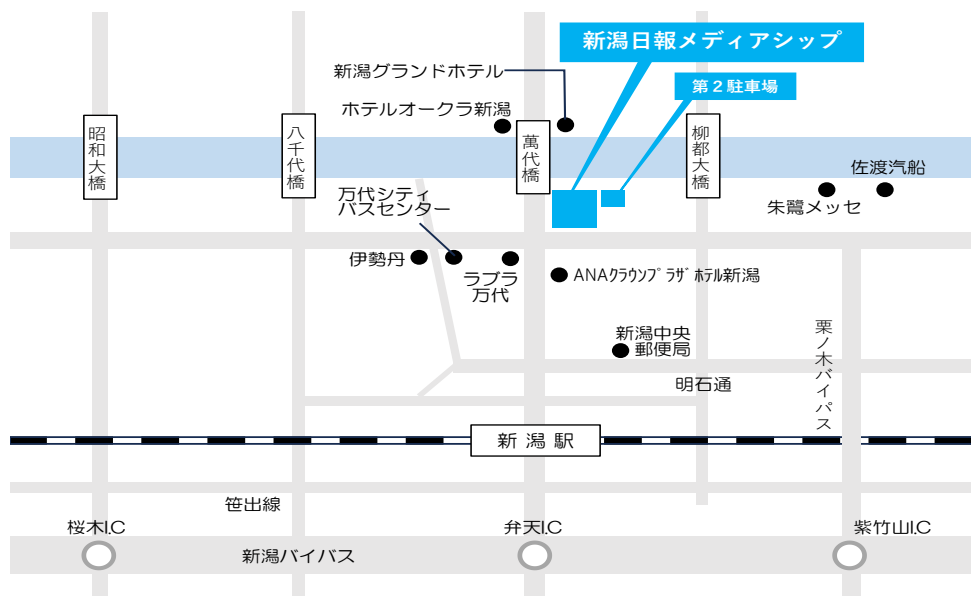 新潟日報メディアシップ
第２駐車場
新潟グランドホテル
ホテルオークラ新潟
昭和大橋
八千代橋
萬代橋
柳都大橋
佐渡汽船
朱鷺メッセ
万代シティ
バスセンター
伊勢丹
ラブラ
万代
ANAｸﾗｳﾝﾌﾟﾗｻﾞﾎﾃﾙ新潟
新潟中央
郵便局
栗ノ木バイパス
明石通
新潟駅
笹出線
桜木I.C
弁天I.C
紫竹山I.C
新潟バイパス